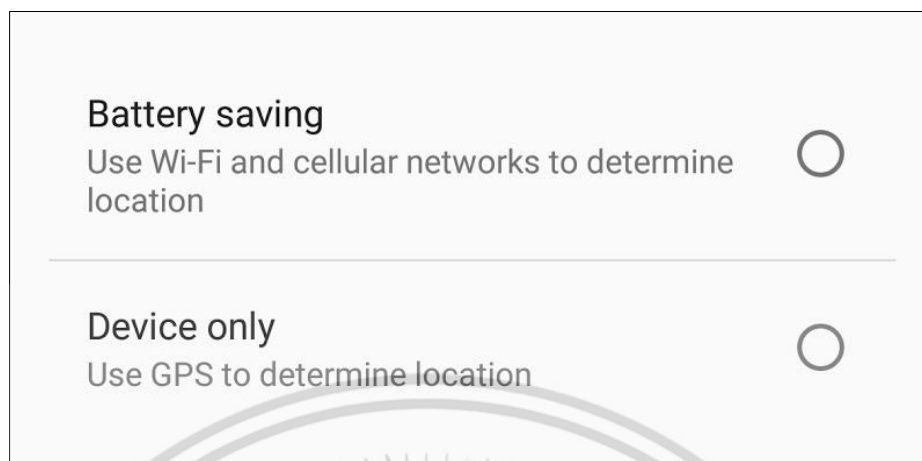 Battery saving
Use Wi-Fi and cellular networks to determine
location
Device only
Use GPS to determine location